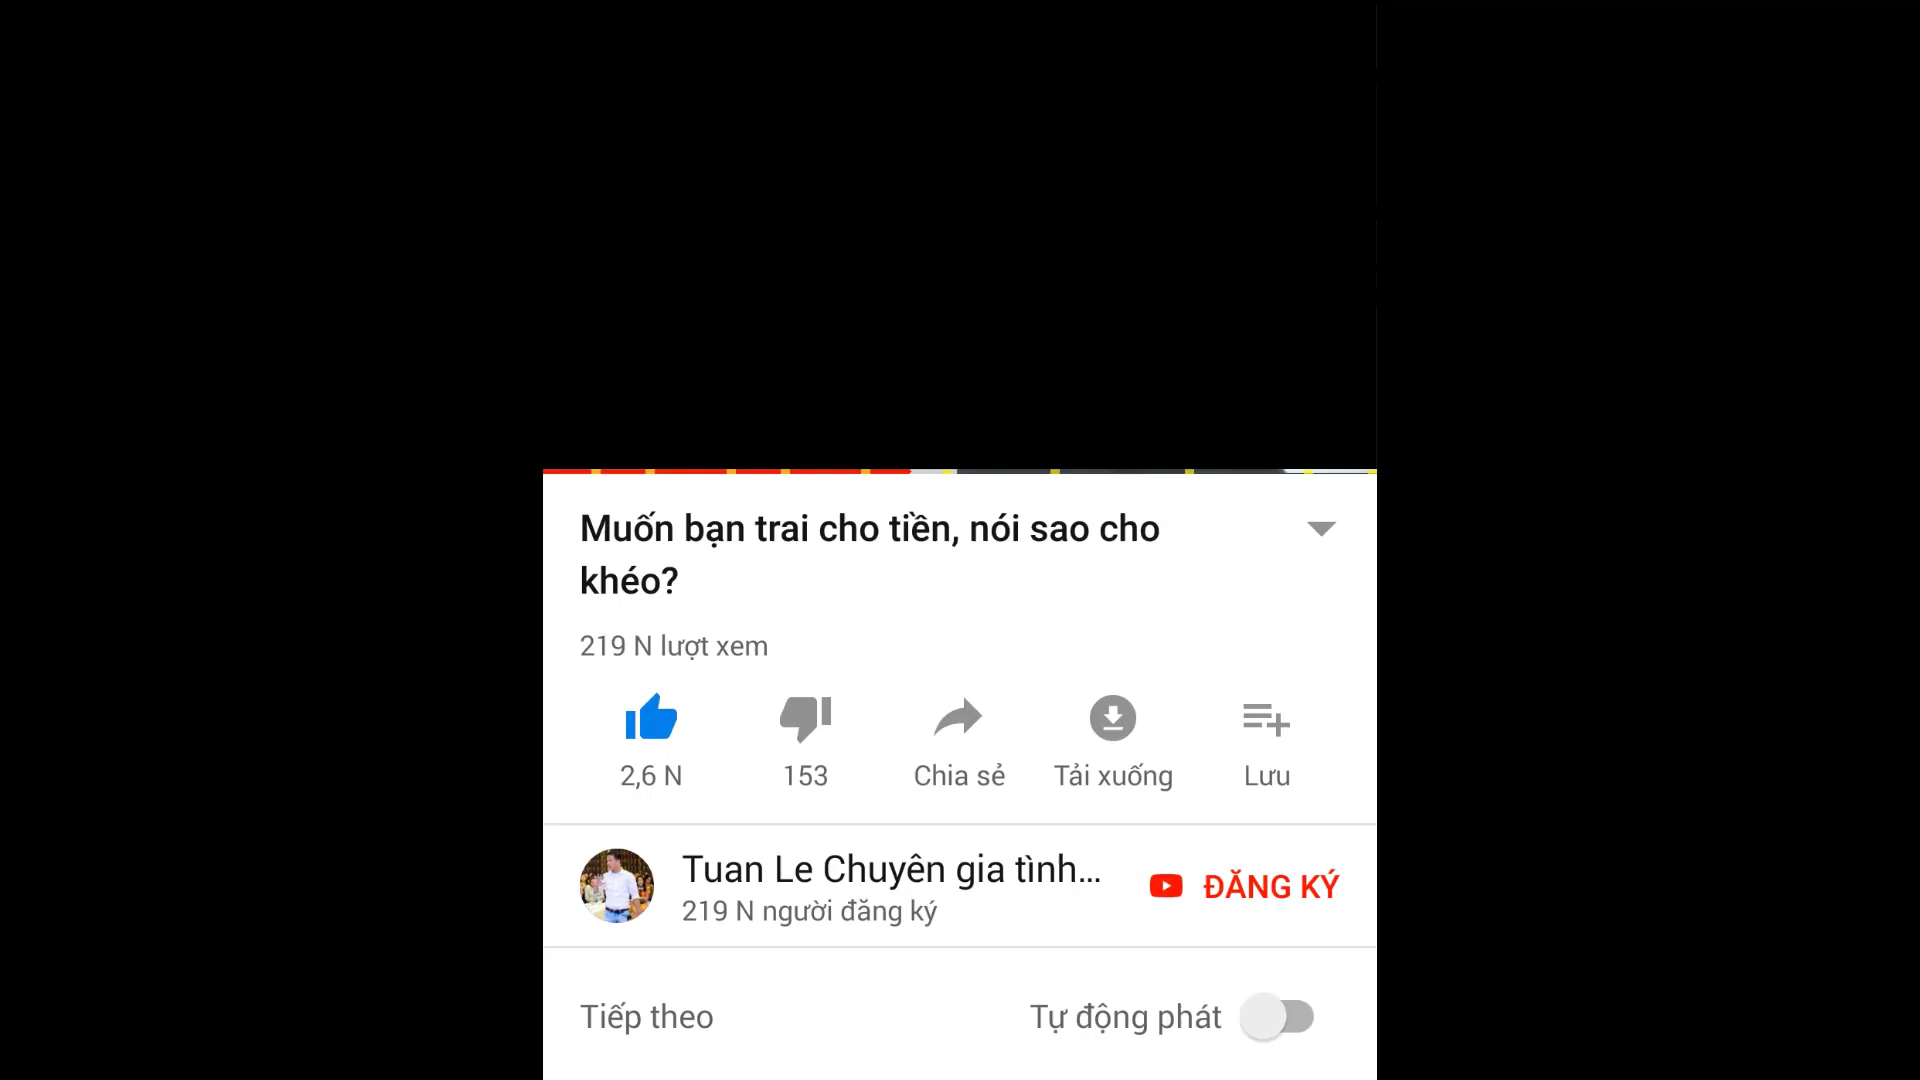 Muốn bạn trai cho tiền, nói sao cho
khéo?
219 N lượt xem
2,6 N 153 Chia sẻ Tải xuống Lưu
Tuan Le Chuyên gia tình...
219 N người đăng ký
ĐĂNG KÝ
Tiếp theo Tự động phát